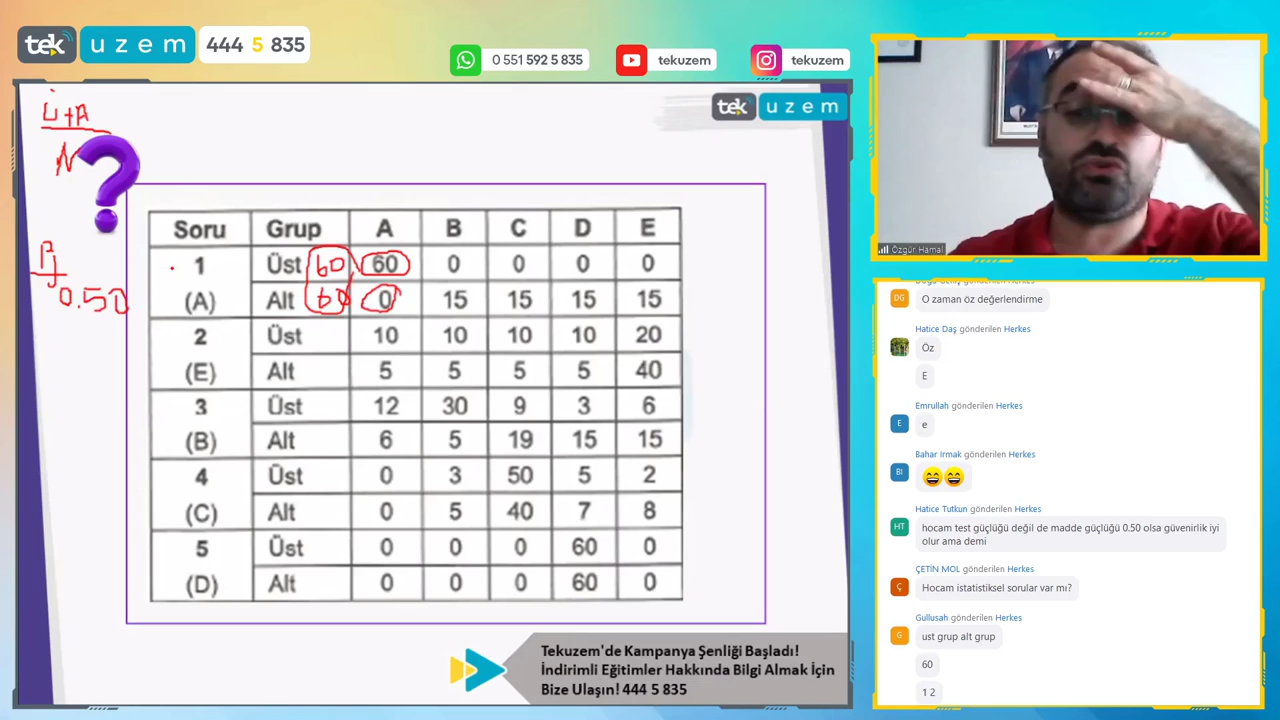 tek uzem 444 5 835
0 551 592 5 835
tekuzem
tekuzem
tek uzem
Ü+A
N
Pj
0.50
Soru Grup A B C D E
1 Üst 60 60 0 0 0 0
(A) Alt 60 0 15 15 15 15
2 Üst 10 10 10 10 20
(E) Alt 5 5 5 5 40
3 Üst 12 30 9 3 6
(B) Alt 6 5 19 15 15
4 Üst 0 3 50 5 2
(C) Alt 0 5 40 7 8
5 Üst 0 0 0 60 0
(D) Alt 0 0 0 60 0
Tekuzem'de Kampanya Şenliği Başladı!
İndirimli Eğitimler Hakkında Bilgi Almak İçin
Bize Ulaşın! 444 5 835
Özgür Hamal
DG
gönderilen Herkes
O zaman öz değerlendirme
Hatice Daş gönderilen Herkes
Öz
E
Emrullah gönderilen Herkes
E
e
Bahar Irmak gönderilen Herkes
BI
Hatice Tutkun gönderilen Herkes
HT
hocam test güçlüğü değil de madde güçlüğü 0.50 olsa güvenirlik iyi
olur ama demi
ÇETİN MOL gönderilen Herkes
Ç
Hocam istatistiksel sorular var mı?
Gullusah gönderilen Herkes
G
ust grup alt grup
60
1 2